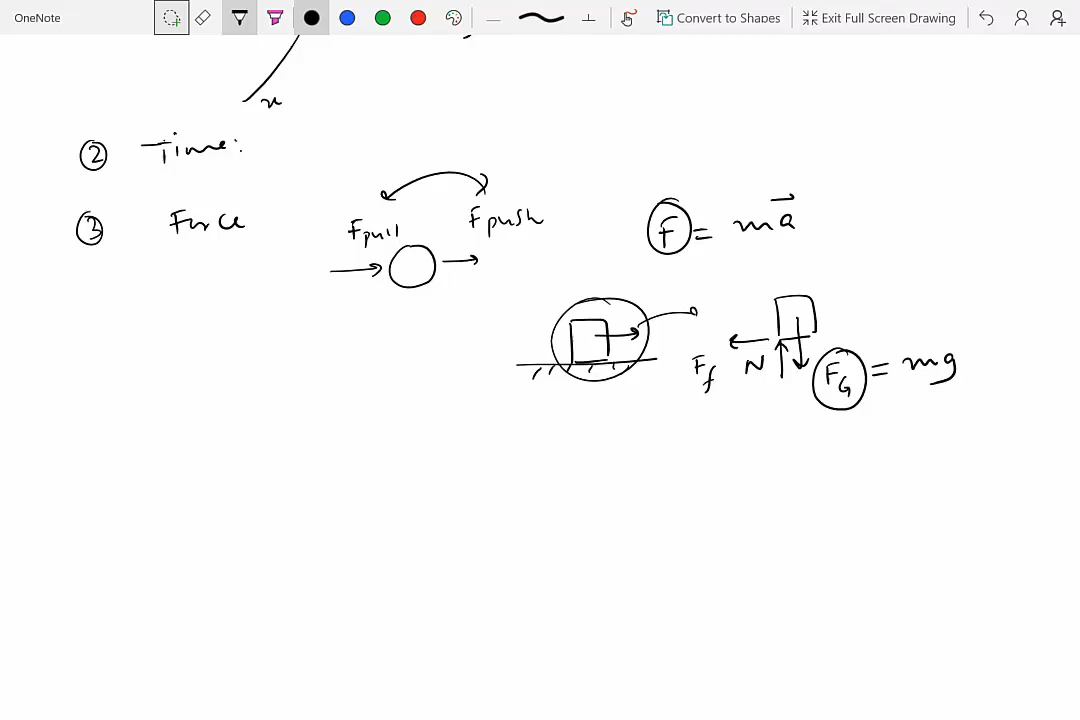 OneNote
Convert to Shapes
Exit Full Screen Drawing
x
② Time:
③ Force
Fpull
Fpush
F = ma⃗
Ff
N
FG = mg